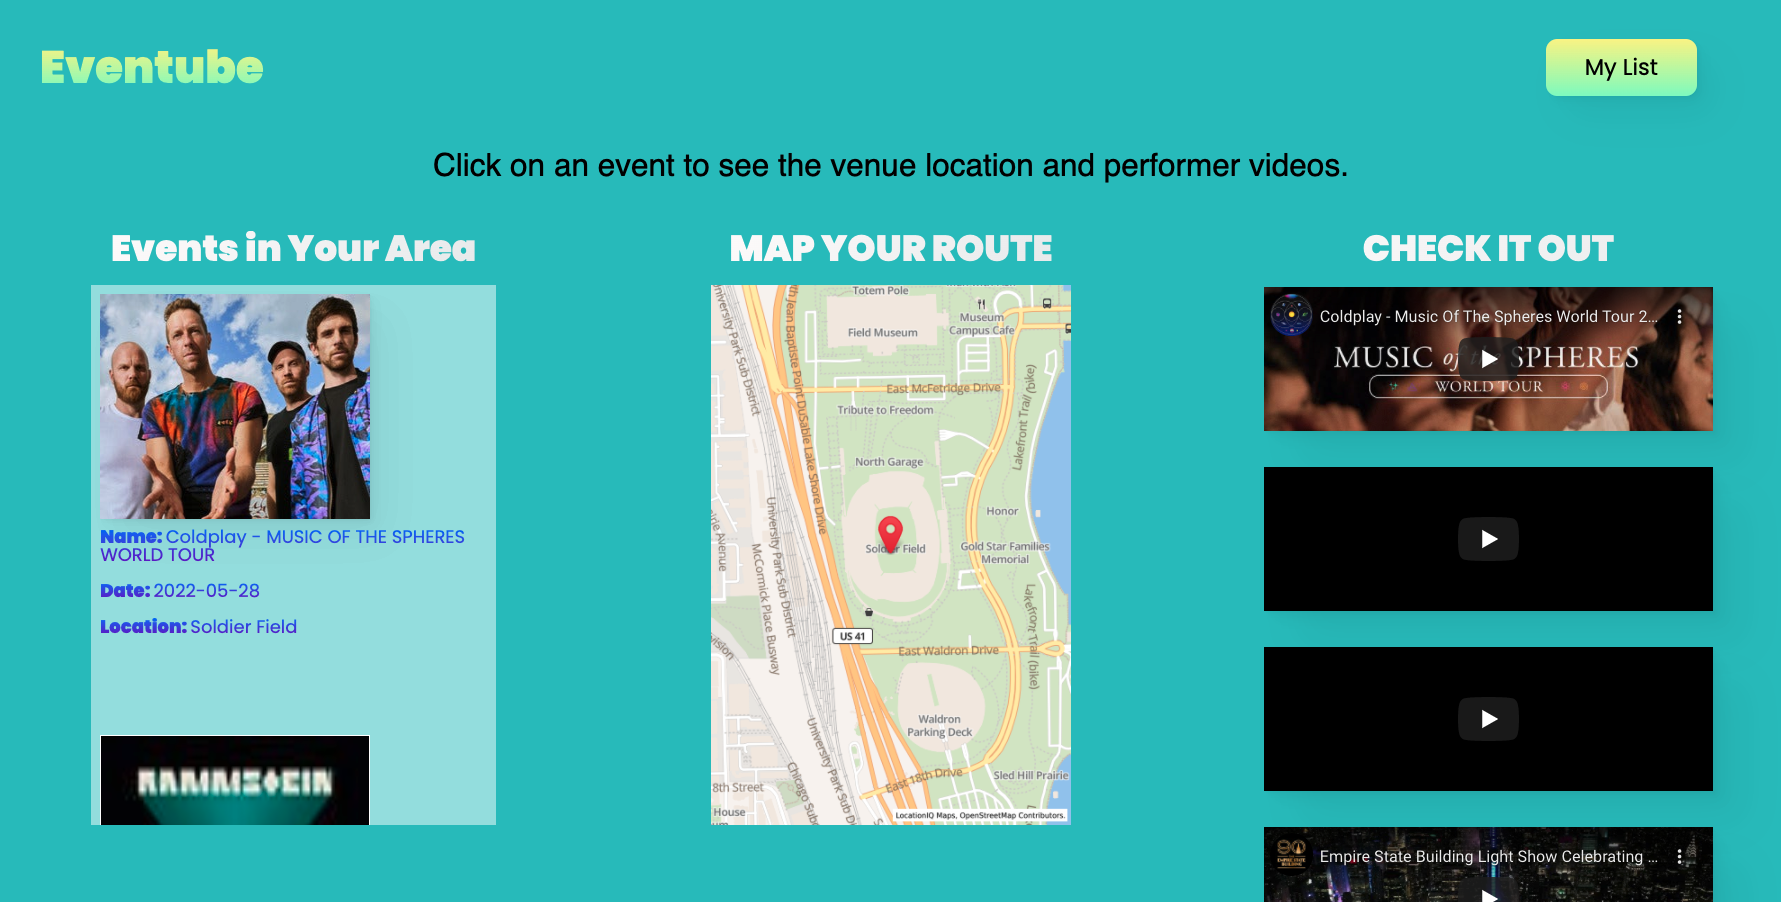 Eventube
My List
Click on an event to see the venue location and performer videos.
Events in Your Area
Name: Coldplay - MUSIC OF THE SPHERES
WORLD TOUR
Date: 2022-05-28
Location: Soldier Field
RAMMSTEIN
MAP YOUR ROUTE
Totem Pole
Museum
Campus Cafe
Field Museum
East McFetridge Drive
Tribute to Freedom
Jean Baptiste Point DuSable Lake Shore Drive
University Park Sub District
Lakefront Trail (bike)
North Garage
Honor
Soldier Field
Gold Star Families
Memorial
University Park Sub District
McCormick Place Busway
US 41
East Waldron Drive
Lakefront Trail (bike)
Waldron
Parking Deck
East 18th Drive
Sled Hill Prairie
8th Street
House
University Park Sub D
Chicago Subu
LocationIQ Maps, OpenStreetMap Contributors.
CHECK IT OUT
Coldplay - Music Of The Spheres World Tour 2...
MUSIC of the SPHERES
WORLD TOUR
Empire State Building Light Show Celebrating ...